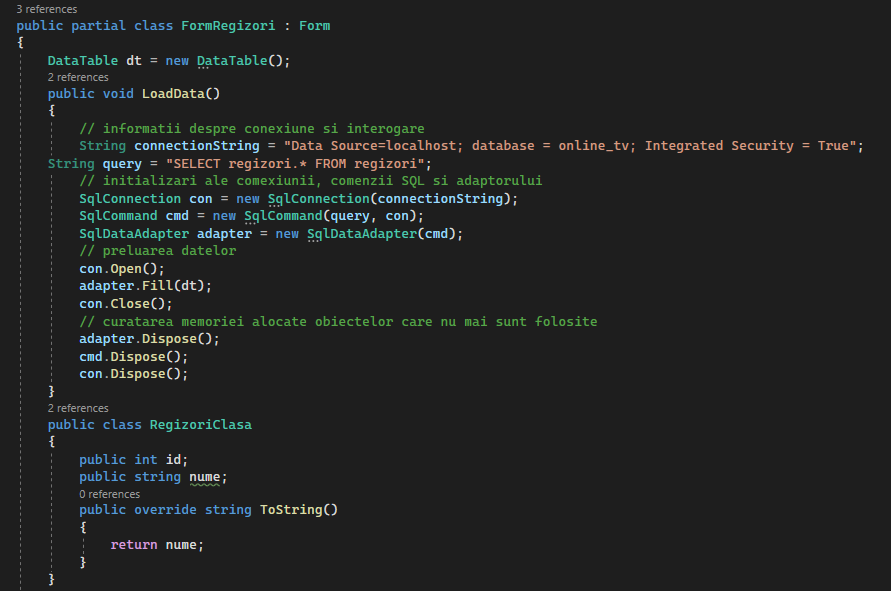 3 references
public partial class FormRegizori : Form
{
DataTable dt = new DataTable();
2 references
public void LoadData()
{
// informatii despre conexiune si interogare
String connectionString = "Data Source=localhost; database = online_tv; Integrated Security = True";
String query = "SELECT regizori.* FROM regizori";
// initializari ale comexiunii, comenzii SQL si adaptorului
SqlConnection con = new SqlConnection(connectionString);
SqlCommand cmd = new SqlCommand(query, con);
SqlDataAdapter adapter = new SqlDataAdapter(cmd);
// preluarea datelor
con.Open();
adapter.Fill(dt);
con.Close();
// curatarea memoriei alocate obiectelor care nu mai sunt folosite
adapter.Dispose();
cmd.Dispose();
con.Dispose();
}
2 references
public class RegizoriClasa
{
public int id;
public string nume;
0 references
public override string ToString()
{
return nume;
}
}